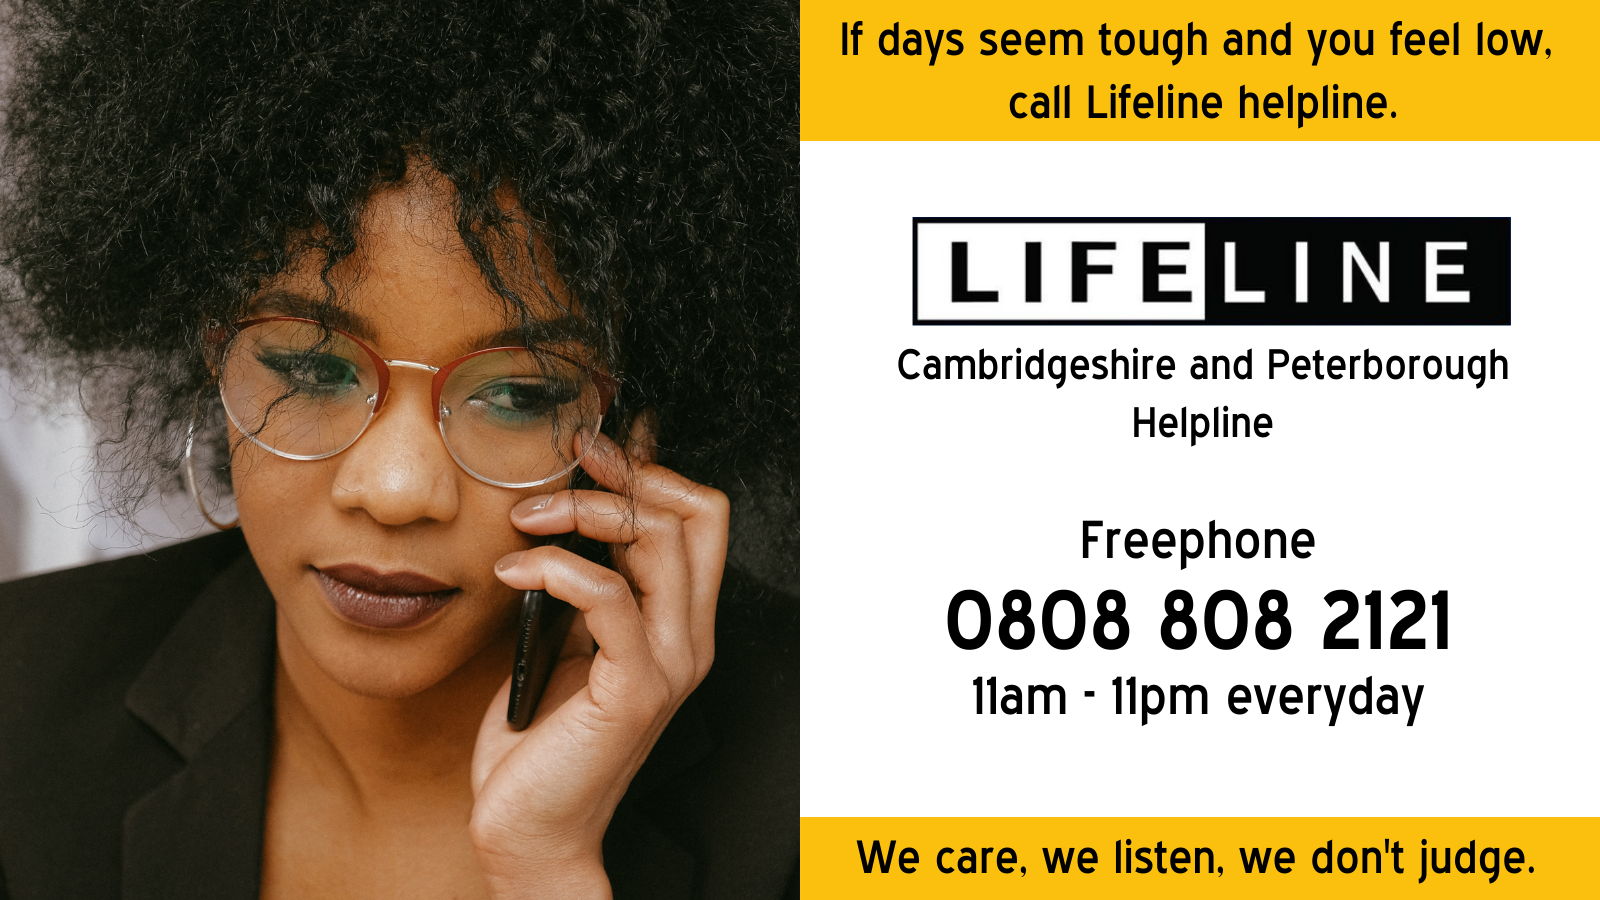 If days seem tough and you feel low,
call Lifeline helpline.
LIFELINE
Cambridgeshire and Peterborough
Helpline
Freephone
0808 808 2121
11am - 11pm everyday
We care, we listen, we don't judge.